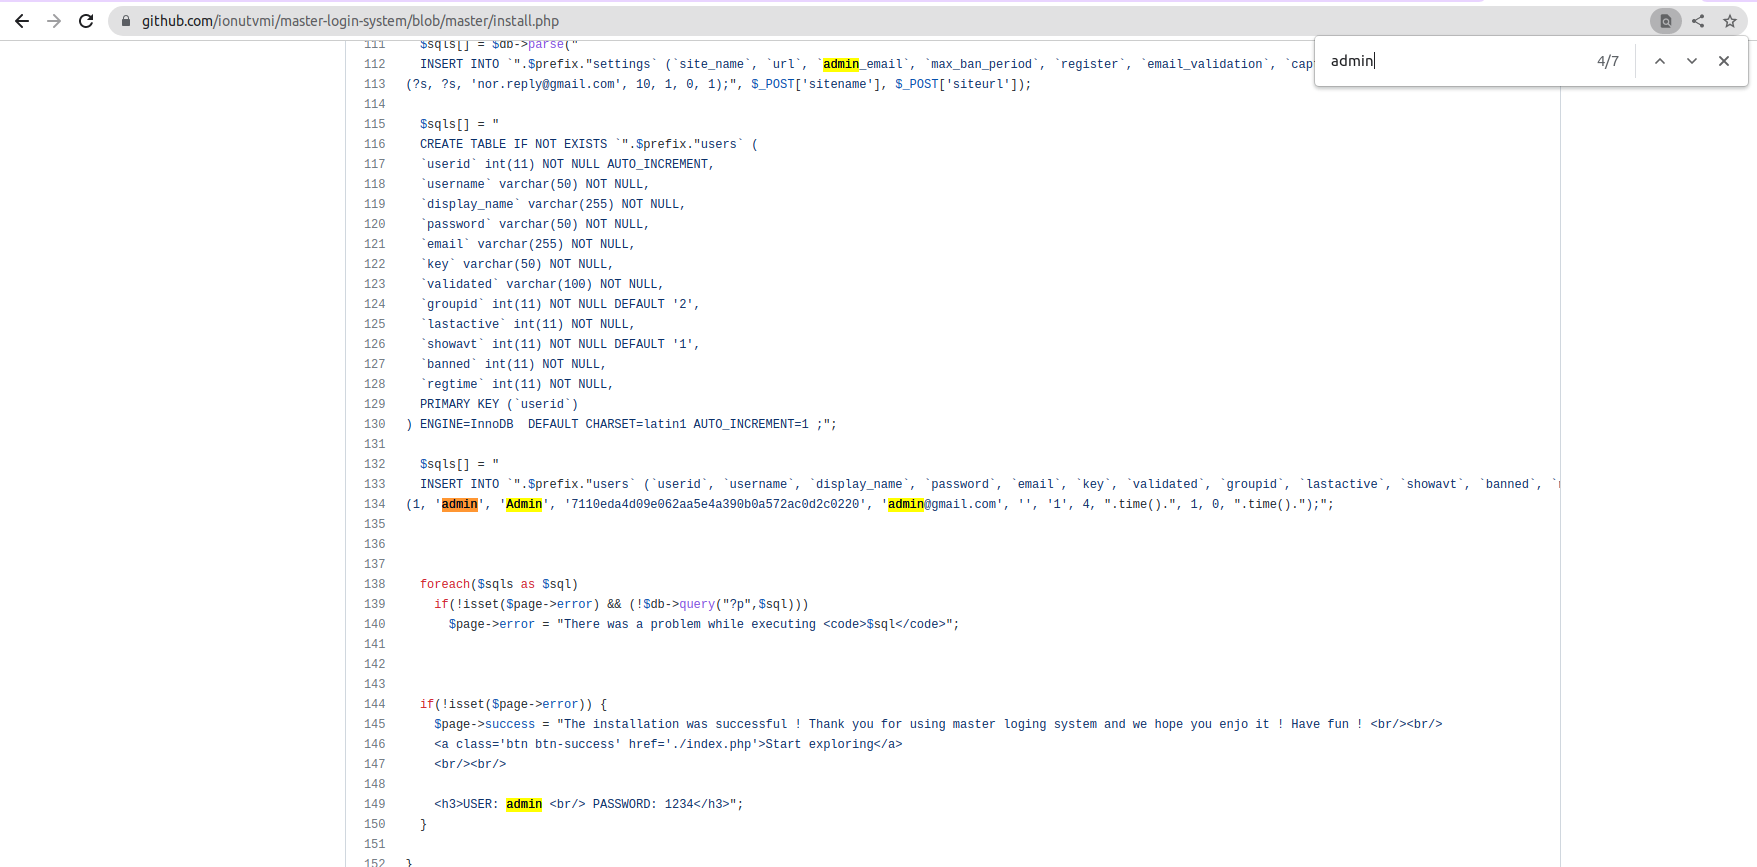 github.com/ionutvmi/master-login-system/blob/master/install.php
admin 4/7
111 $sqls[] = $db->parse("
112 INSERT INTO `".$prefix."settings` (`site_name`, `url`, `admin_email`, `max_ban_period`, `register`, `email_validation`, `cap
113 (?s, ?s, 'nor.reply@gmail.com', 10, 1, 0, 1);", $_POST['sitename'], $_POST['siteurl']);
114
115 $sqls[] = "
116 CREATE TABLE IF NOT EXISTS `".$prefix."users` (
117 `userid` int(11) NOT NULL AUTO_INCREMENT,
118 `username` varchar(50) NOT NULL,
119 `display_name` varchar(255) NOT NULL,
120 `password` varchar(50) NOT NULL,
121 `email` varchar(255) NOT NULL,
122 `key` varchar(50) NOT NULL,
123 `validated` varchar(100) NOT NULL,
124 `groupid` int(11) NOT NULL DEFAULT '2',
125 `lastactive` int(11) NOT NULL,
126 `showavt` int(11) NOT NULL DEFAULT '1',
127 `banned` int(11) NOT NULL,
128 `regtime` int(11) NOT NULL,
129 PRIMARY KEY (`userid`)
130 ) ENGINE=InnoDB  DEFAULT CHARSET=latin1 AUTO_INCREMENT=1 ;";
131
132 $sqls[] = "
133 INSERT INTO `".$prefix."users` (`userid`, `username`, `display_name`, `password`, `email`, `key`, `validated`, `groupid`, `lastactive`, `showavt`, `banned`, `
134 (1, 'admin', 'Admin', '7110eda4d09e062aa5e4a390b0a572ac0d2c0220', 'admin@gmail.com', '', '1', 4, ".time().", 1, 0, ".time().");";
135
136
137
138 foreach($sqls as $sql)
139 if(!isset($page->error) && (!$db->query("?p",$sql)))
140 $page->error = "There was a problem while executing <code>$sql</code>";
141
142
143
144 if(!isset($page->error)) {
145 $page->success = "The installation was successful ! Thank you for using master loging system and we hope you enjo it ! Have fun ! <br/><br/>
146 <a class='btn btn-success' href='./index.php'>Start exploring</a>
147 <br/><br/>
148
149 <h3>USER: admin <br/> PASSWORD: 1234</h3>";
150 }
151
152 }